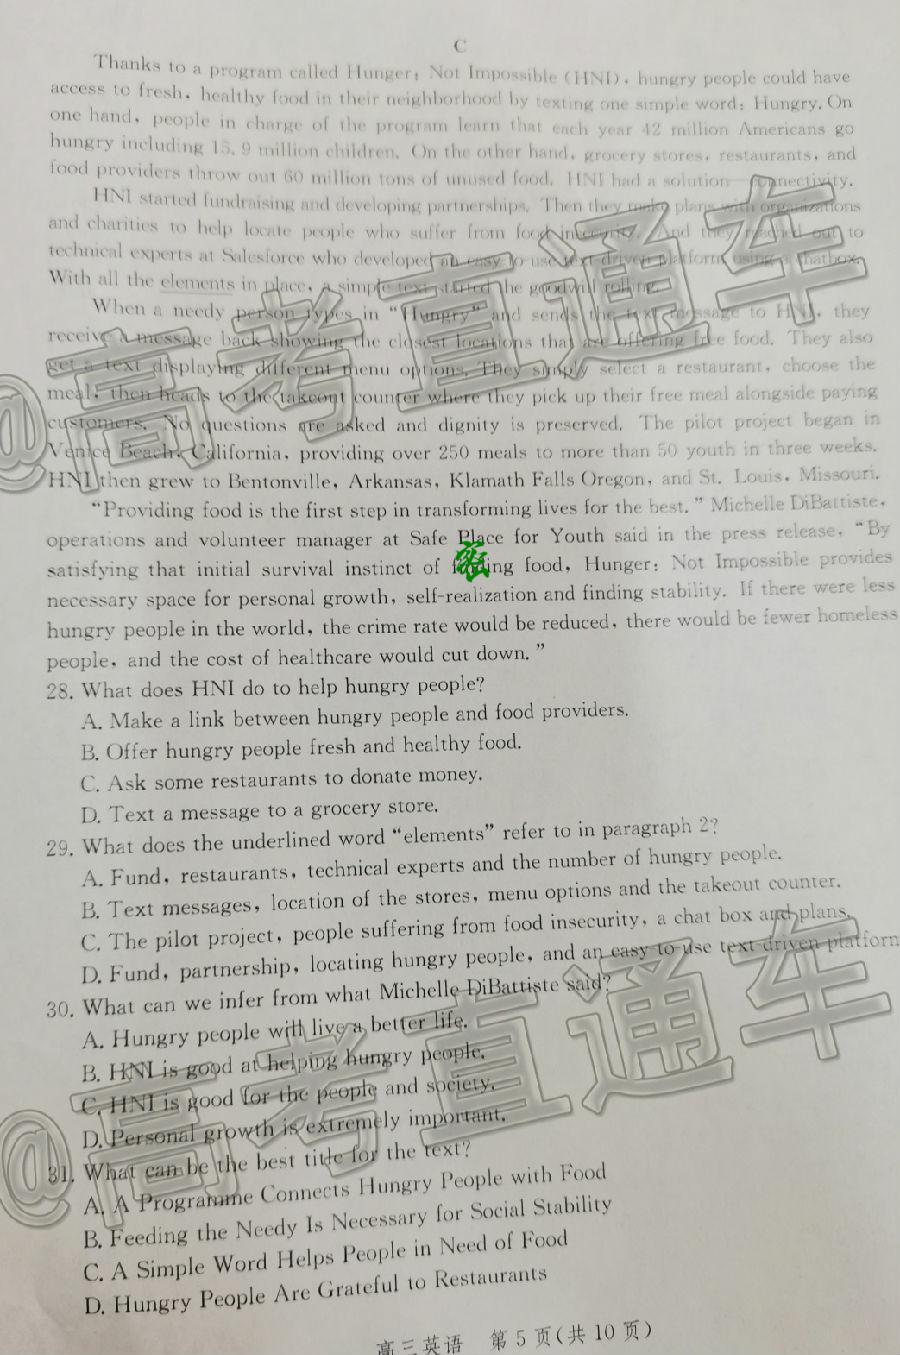 C
Thanks to a program called Hunger: Not Impossible (HNI), hungry people could have
access to fresh, healthy food in their neighborhood by texting one simple word: Hungry. On
one hand, people in charge of the program learn that each year 42 million Americans go
hungry including 13.9 million children. On the other hand, grocery stores, restaurants, and
food providers throw out 60 million tons of unused food. HNI had a solution—connectivity.
HNI started fundraising and developing partnerships. Then they make plans with organizations
and charities to help locate people who suffer from food insecurity. And they reached out to
technical experts at Salesforce who developed an easy to use text-driven platform using a chatbox.
With all the elements in place, a simple text started the goodwill rolling.
When a needy person types in “Hungry” and sends the text message to HNI, they
receive a message back showing the closest locations that are offering free food. They also
get a text displaying different menu options. They simply select a restaurant, choose the
meal, then heads to the takeout counter where they pick up their free meal alongside paying
customers. No questions are asked and dignity is preserved. The pilot project began in
Venice Beach, California, providing over 250 meals to more than 50 youth in three weeks.
HNI then grew to Bentonville, Arkansas, Klamath Falls Oregon, and St. Louis, Missouri.
“Providing food is the first step in transforming lives for the best.” Michelle DiBattiste,
operations and volunteer manager at Safe Place for Youth said in the press release, “By
satisfying that initial survival instinct of finding food, Hunger: Not Impossible provides
necessary space for personal growth, self-realization and finding stability. If there were less
hungry people in the world, the crime rate would be reduced, there would be fewer homeless
people, and the cost of healthcare would cut down.”
28. What does HNI do to help hungry people?
A. Make a link between hungry people and food providers.
B. Offer hungry people fresh and healthy food.
C. Ask some restaurants to donate money.
D. Text a message to a grocery store.
29. What does the underlined word “elements” refer to in paragraph 2?
A. Fund, restaurants, technical experts and the number of hungry people.
B. Text messages, location of the stores, menu options and the takeout counter.
C. The pilot project, people suffering from food insecurity, a chat box and plans.
D. Fund, partnership, locating hungry people, and an easy to use text-driven platform
30. What can we infer from what Michelle DiBattiste said?
A. Hungry people will live a better life.
B. HNI is good at helping hungry people.
C. HNI is good for the people and society.
D. Personal growth is extremely important.
31. What can be the best title for the text?
A. A Programme Connects Hungry People with Food
B. Feeding the Needy Is Necessary for Social Stability
C. A Simple Word Helps People in Need of Food
D. Hungry People Are Grateful to Restaurants
高三英语 第5页(共10页)
@高考直通车
@高考直通车
密